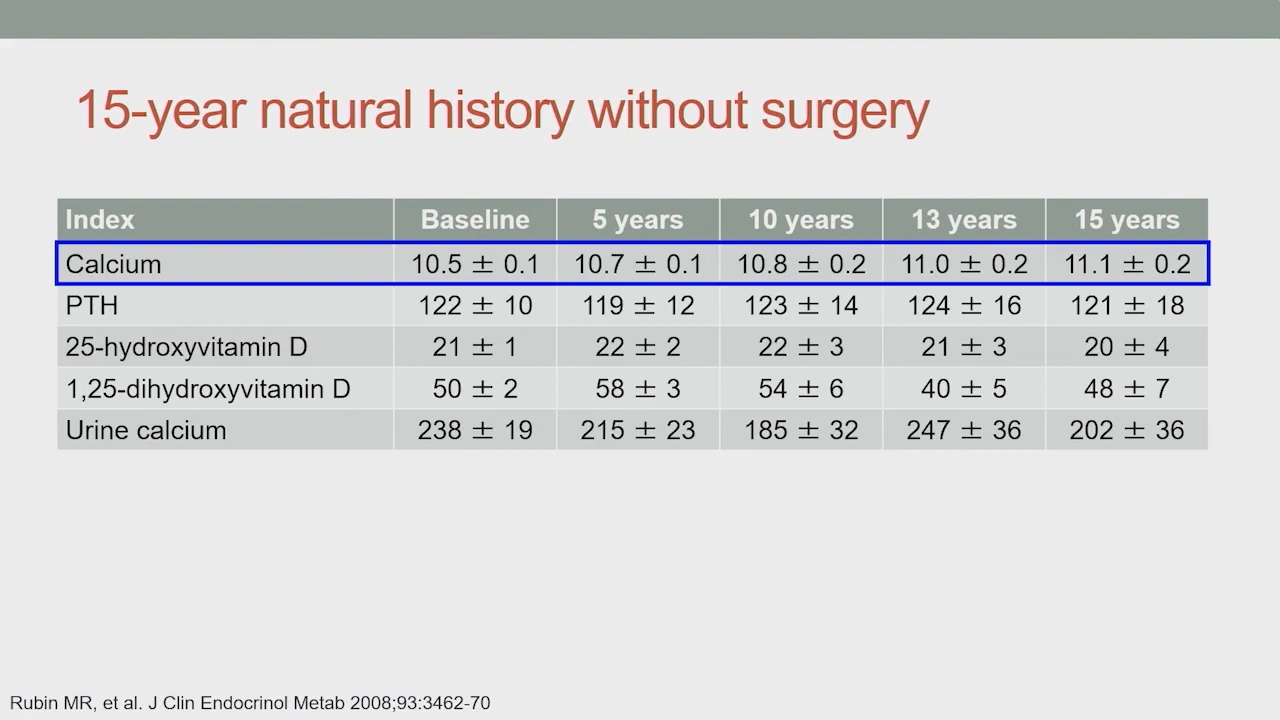 15-year natural history without surgery
Index Baseline 5 years 10 years 13 years 15 years
Calcium 10.5 ± 0.1 10.7 ± 0.1 10.8 ± 0.2 11.0 ± 0.2 11.1 ± 0.2
PTH 122 ± 10 119 ± 12 123 ± 14 124 ± 16 121 ± 18
25-hydroxyvitamin D 21 ± 1 22 ± 2 22 ± 3 21 ± 3 20 ± 4
1,25-dihydroxyvitamin D 50 ± 2 58 ± 3 54 ± 6 40 ± 5 48 ± 7
Urine calcium 238 ± 19 215 ± 23 185 ± 32 247 ± 36 202 ± 36
Rubin MR, et al. J Clin Endocrinol Metab 2008;93:3462-70